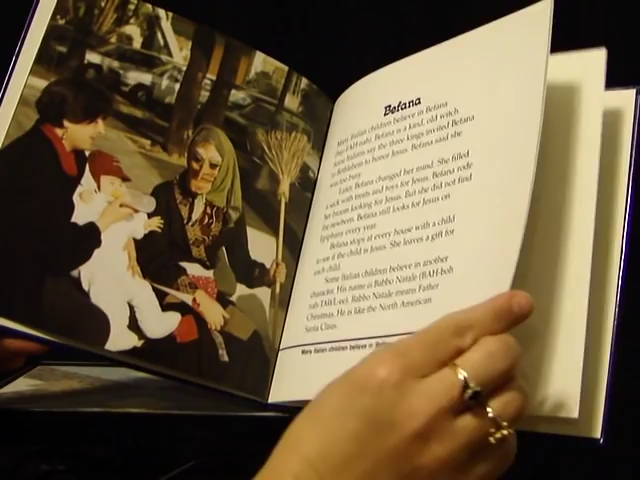 Befana
Many Italian children believe in Befana
(bay-FAH-nah). Befana is a kind, old witch
Some Italians say the three kings invited Befana
to Bethlehem to honor Jesus. Befana said she
was too busy.
Later, Befana changed her mind. She filled
a sack with treats and toys for Jesus. Befana rode
her broom looking for Jesus. But she did not find
the newborn. Befana still looks for Jesus on
Epiphany every year.
Befana stops at every house with a child
to see if the child is Jesus. She leaves a gift for
each child.
Some Italian children believe in another
character. His name is Babbo Natale (BAH-boh
nah-TAWL-ee). Babbo Natale means Father
Christmas. He is like the North American
Santa Claus.
Many Italian children believe in